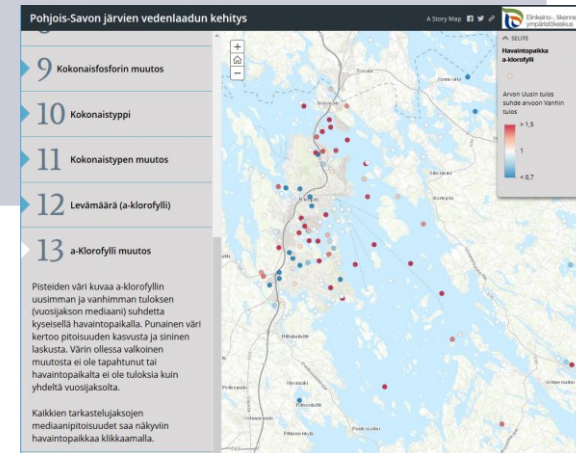 Pohjois-Savon järvien vedenlaadun kehitys
A Story Map
Elinkeino-, liikenne
ympäristökeskus
9 Kokonaisfosforin muutos
10 Kokonaistyppi
11 Kokonaistypen muutos
12 Levämäärä (a-klorofylli)
13 a-Klorofylli muutos
Pisteiden väri kuvaa a-klorofyllin
uusimman ja vanhimman tuloksen
(vuosijakson mediaani) suhdetta
kyseisellä havaintopaikalla. Punainen väri
kertoo pitoisuuden kasvusta ja sininen
laskusta. Värin ollessa valkoinen
muutosta ei ole tapahtunut tai
havaintopaikalta ei ole tuloksia kuin
yhdeltä vuosijaksolta.
Kaikkien tarkastelujaksojen
mediaanipitoisuudet saa näkyviin
havaintopaikkaa klikkaamalla.
SELITE
Havaintopaikka
a-klorofylli
Arvon Uusin tulos
suhde arvoon Vanhin
tulos
> 1,5
1
< 0,7
Kuopio